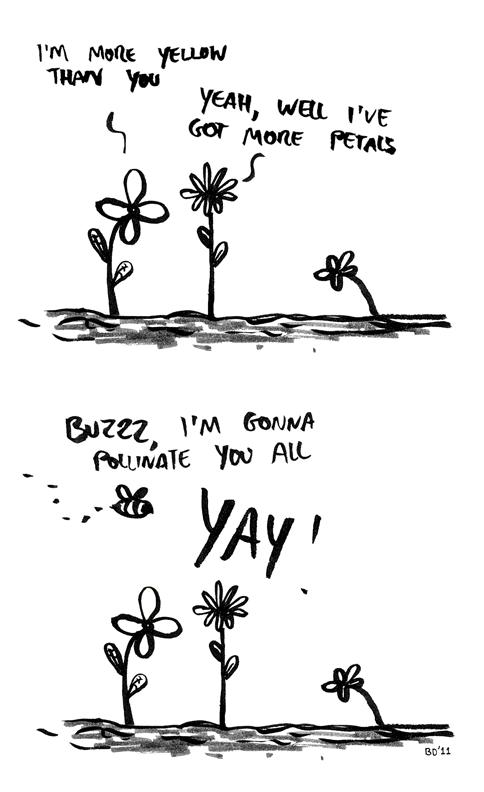 I'M MORE YELLOW
THAN YOU
YEAH, WELL I'VE
GOT MORE PETALS
BUZZZ, I'M GONNA
POLLINATE YOU ALL
YAY!
BD'11